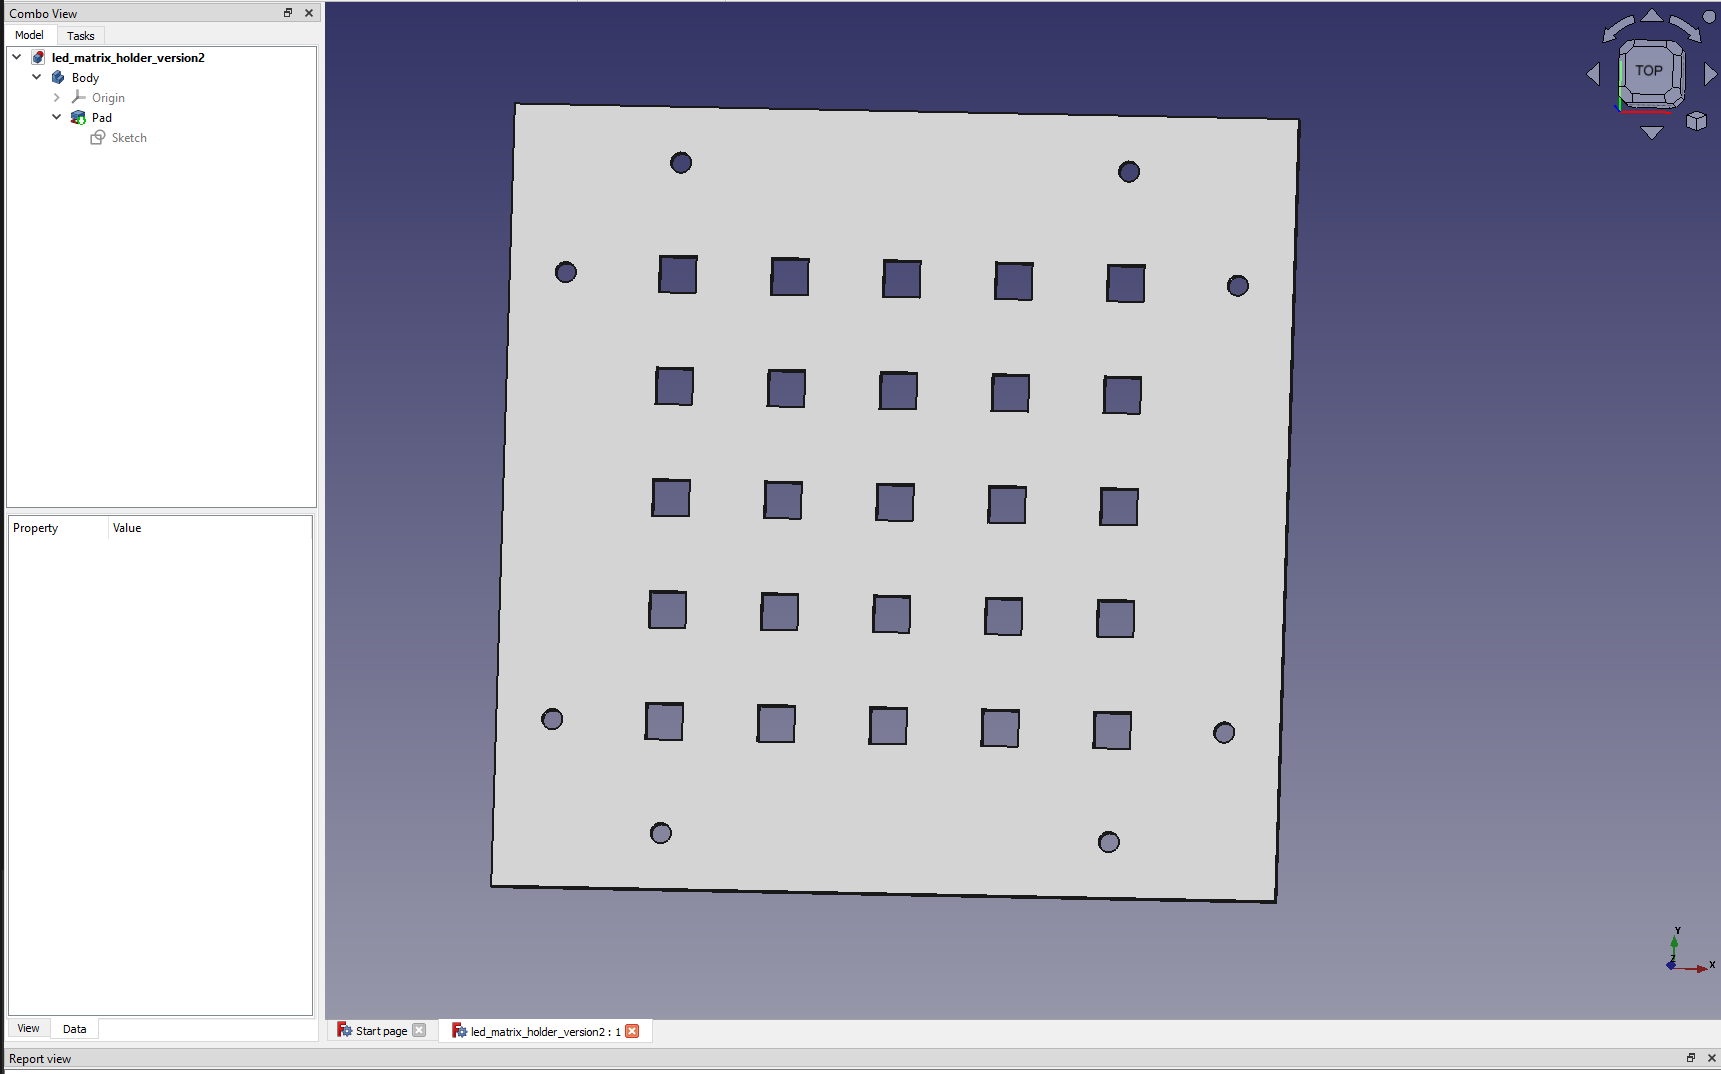 Combo View
Model Tasks
led_matrix_holder_version2
Body
Origin
Pad
Sketch
Property Value
View Data
TOP
Y
Z
X
Start page led_matrix_holder_version2 : 1
Report view